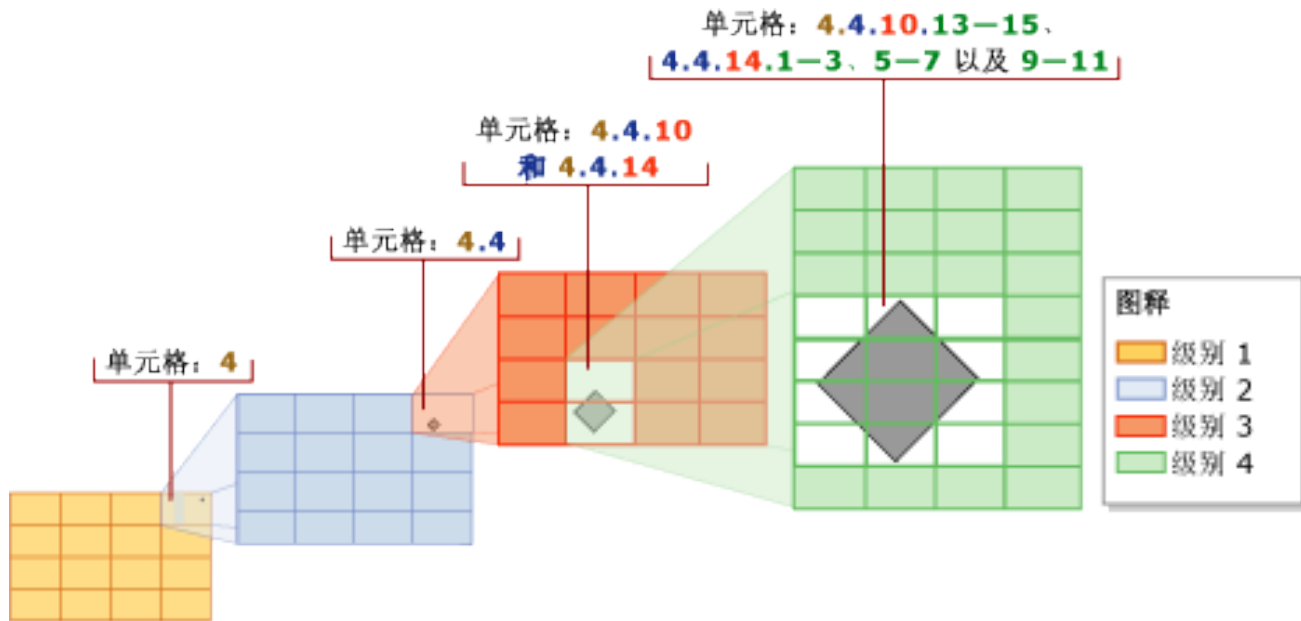 单元格：4.4.10.13－15、
4.4.14.1－3、5－7 以及 9－11
单元格：4.4.10
和 4.4.14
单元格：4.4
单元格：4
图释
级别 1
级别 2
级别 3
级别 4